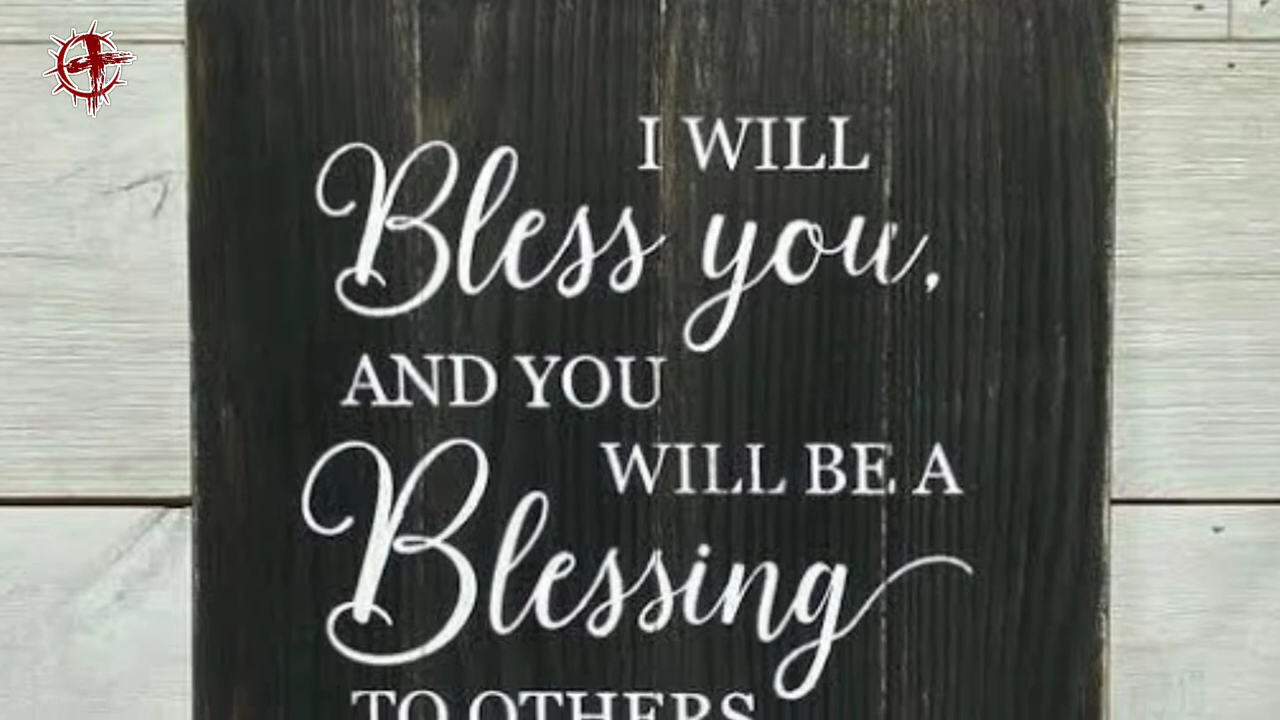 I WILL
Bless you,
AND YOU
WILL BE A
Blessing
TO OTHERS